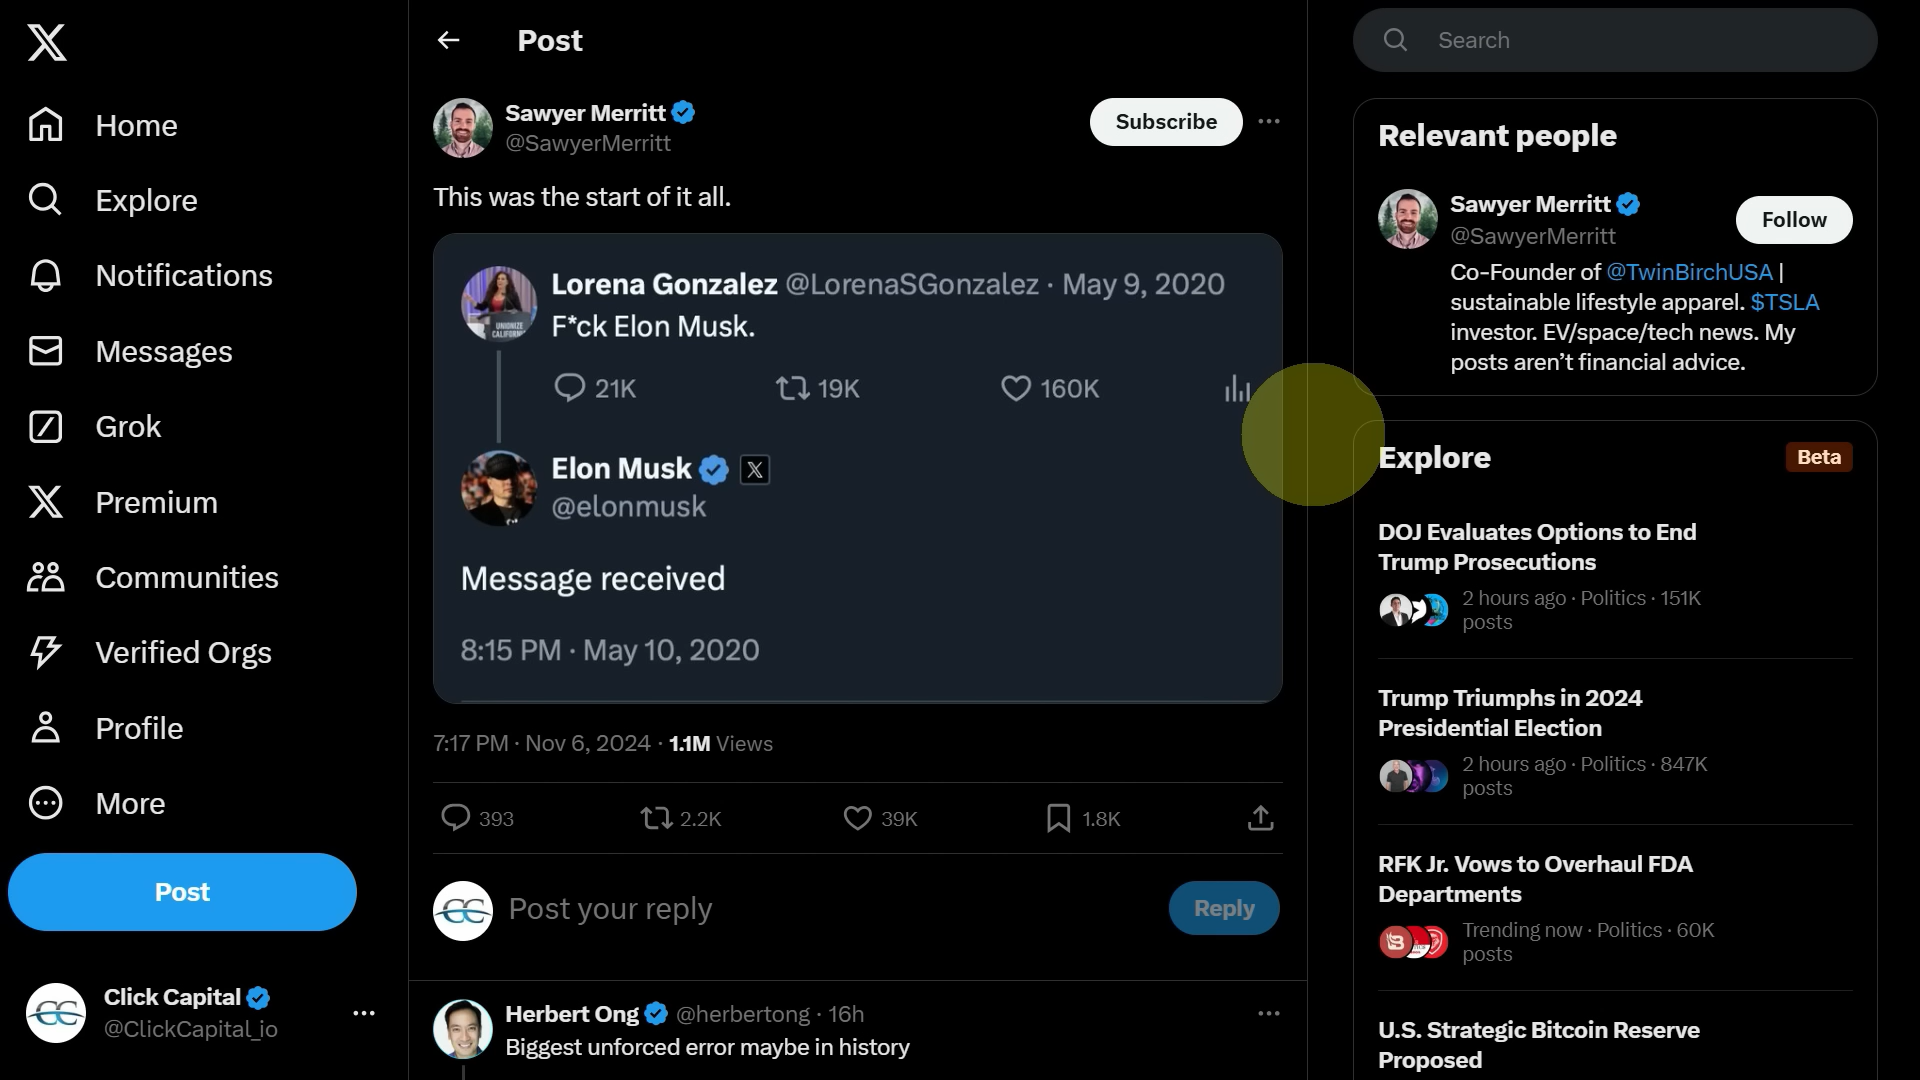 Home
Explore
Notifications
Messages
Grok
Premium
Communities
Verified Orgs
Profile
More
Post
Click Capital
@ClickCapital_io
Post
Sawyer Merritt
@SawyerMerritt
Subscribe
This was the start of it all.
Lorena Gonzalez @LorenaSGonzalez · May 9, 2020
F*ck Elon Musk.
21K 19K 160K
Elon Musk
@elonmusk
Message received
8:15 PM · May 10, 2020
7:17 PM · Nov 6, 2024 · 1.1M Views
393 2.2K 39K 1.8K
Post your reply
Reply
Herbert Ong @herbertong · 16h
Biggest unforced error maybe in history
Search
Relevant people
Sawyer Merritt
@SawyerMerritt
Follow
Co-Founder of @TwinBirchUSA |
sustainable lifestyle apparel. $TSLA
investor. EV/space/tech news. My
posts aren’t financial advice.
Explore
Beta
DOJ Evaluates Options to End
Trump Prosecutions
2 hours ago · Politics · 151K
posts
Trump Triumphs in 2024
Presidential Election
2 hours ago · Politics · 847K
posts
RFK Jr. Vows to Overhaul FDA
Departments
Trending now · Politics · 60K
posts
U.S. Strategic Bitcoin Reserve
Proposed